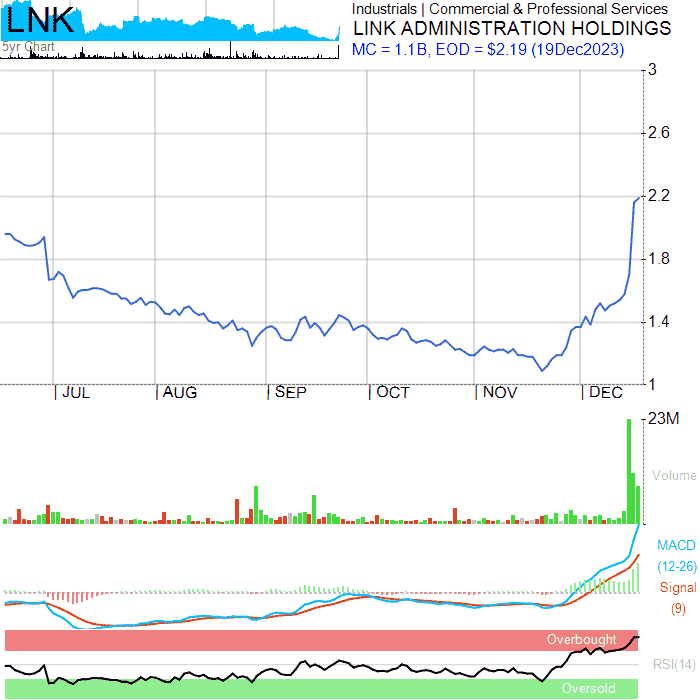 LNK
5yr Chart
Industrials | Commercial & Professional Services
LINK ADMINISTRATION HOLDINGS
MC = 1.1B, EOD = $2.19 (19Dec2023)
3
2.6
2.2
1.8
1.4
1
JUL AUG SEP OCT NOV DEC
23M
Volume
MACD
(12-26)
Signal
(9)
Overbought
RSI(14)
Oversold